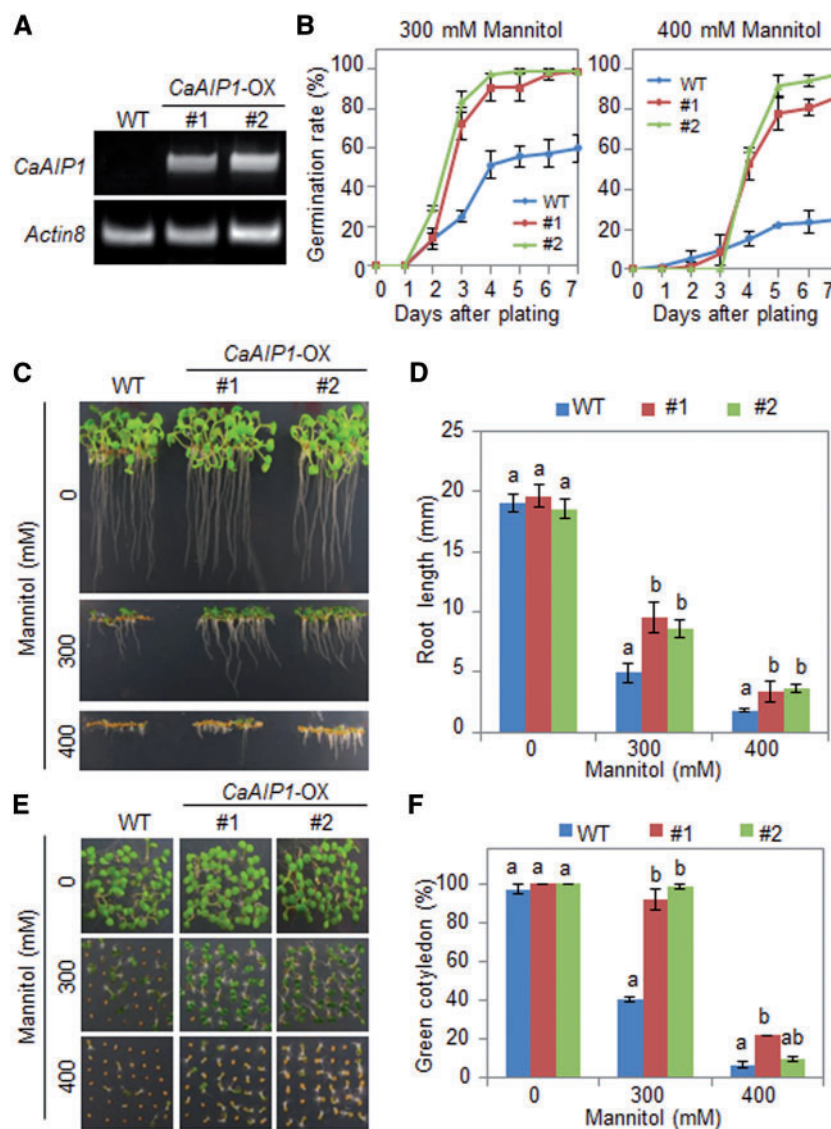 A
CaAIP1-OX
WT #1 #2
CaAIP1
Actin8
B
300 mM Mannitol
Germination rate (%)
100
80
60
40
20
0
WT
#1
#2
0 1 2 3 4 5 6 7
Days after plating
400 mM Mannitol
100
80
60
40
20
0
WT
#1
#2
0 1 2 3 4 5 6 7
Days after plating
C
CaAIP1-OX
WT #1 #2
Mannitol (mM)
0
300
400
D
WT #1 #2
Root length (mm)
25
20
15
10
5
0
a a a
a b b
a b b
0 300 400
Mannitol (mM)
E
CaAIP1-OX
WT #1 #2
Mannitol (mM)
0
300
400
F
WT #1 #2
Green cotyledon (%)
100
80
60
40
20
0
a a a
a b b
a b ab
0 300 400
Mannitol (mM)